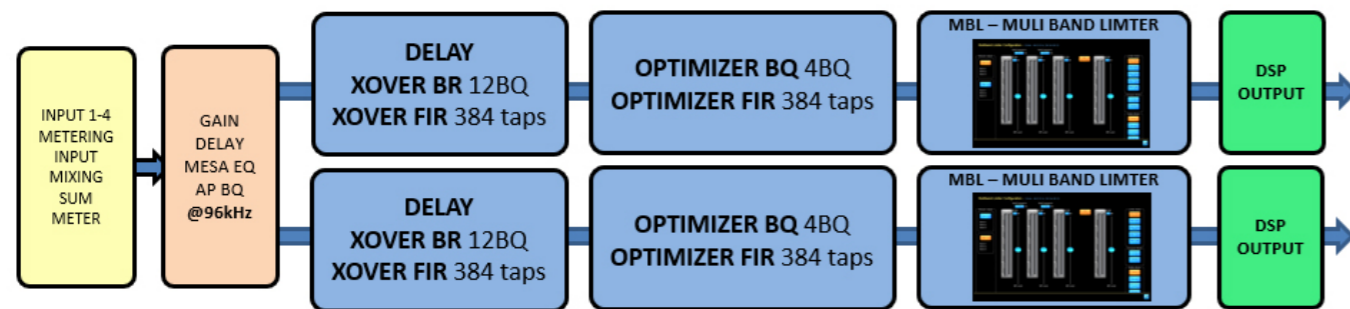 INPUT 1-4
METERING
INPUT
MIXING
SUM
METER
GAIN
DELAY
MESA EQ
AP BQ
@96kHz
DELAY
XOVER BR 12BQ
XOVER FIR 384 taps
OPTIMIZER BQ 4BQ
OPTIMIZER FIR 384 taps
MBL – MULI BAND LIMTER
DSP
OUTPUT
DELAY
XOVER BR 12BQ
XOVER FIR 384 taps
OPTIMIZER BQ 4BQ
OPTIMIZER FIR 384 taps
MBL – MULI BAND LIMTER
DSP
OUTPUT